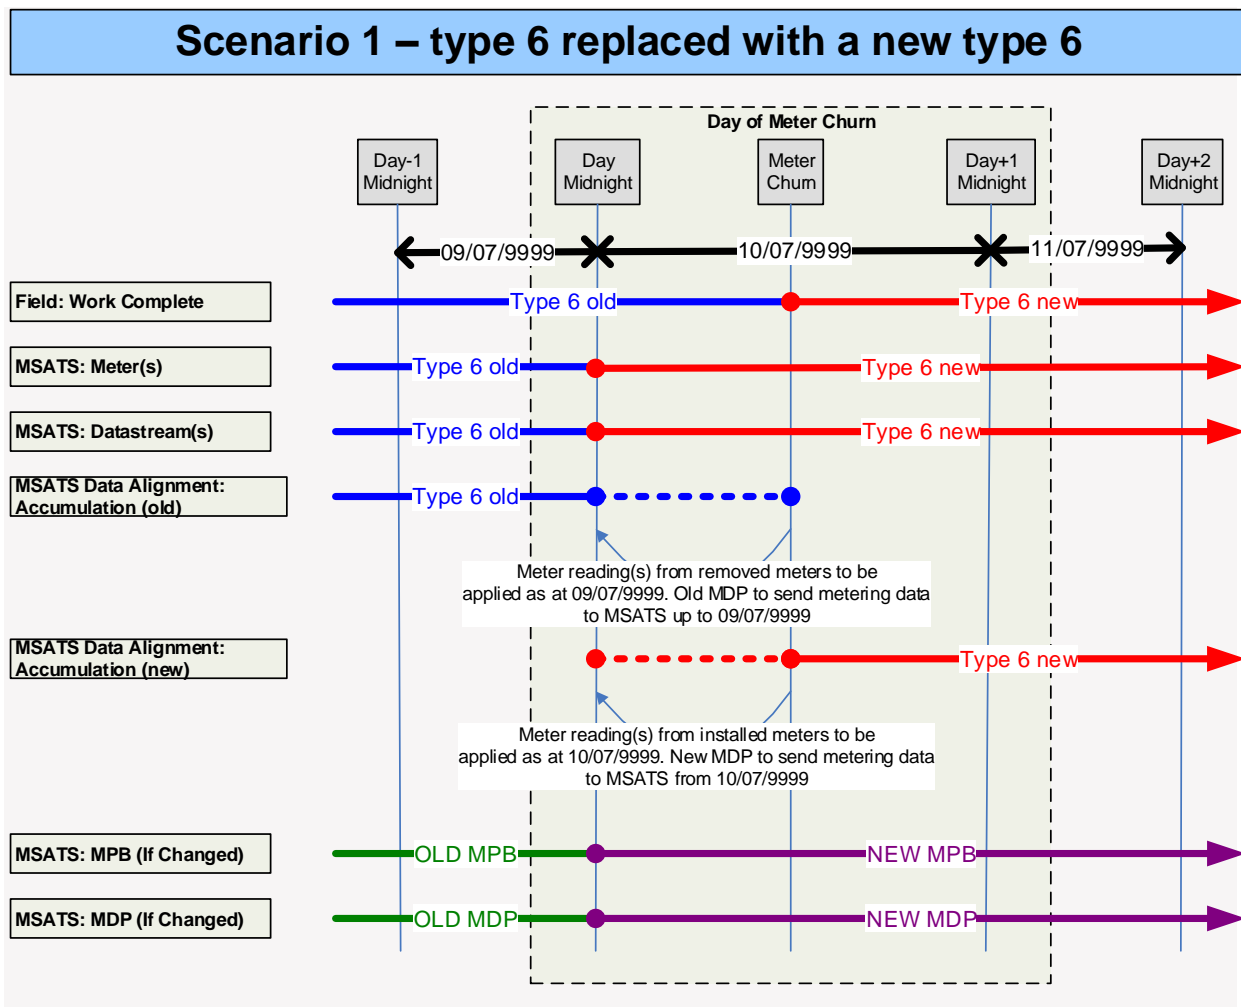 Scenario 1 – type 6 replaced with a new type 6
Day of Meter Churn
Day-1
Midnight
Day
Midnight
Meter
Churn
Day+1
Midnight
Day+2
Midnight
09/07/9999
10/07/9999
11/07/9999
Field: Work Complete
Type 6 old
Type 6 new
MSATS: Meter(s)
Type 6 old
Type 6 new
MSATS: Datastream(s)
Type 6 old
Type 6 new
MSATS Data Alignment:
Accumulation (old)
Type 6 old
Meter reading(s) from removed meters to be
applied as at 09/07/9999. Old MDP to send metering data
to MSATS up to 09/07/9999
MSATS Data Alignment:
Accumulation (new)
Type 6 new
Meter reading(s) from installed meters to be
applied as at 10/07/9999. New MDP to send metering data
to MSATS from 10/07/9999
MSATS: MPB (If Changed)
OLD MPB
NEW MPB
MSATS: MDP (If Changed)
OLD MDP
NEW MDP